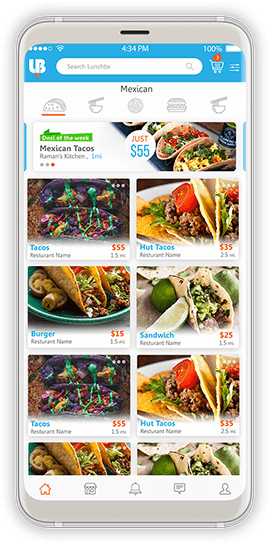 4:34 PM
100%
LB
Search Lunchbx
Mexican
Deal of the week
Mexican Tacos
Raman's Kitchen , 1mi
JUST
$55
Tacos $55
Resturant Name 1.5 mi
Hut Tacos $35
Resturant Name 2.5 mi
Burger $15
Resturant Name 1.5 mi
Sandwich $25
Resturant Name 1.5 mi
Tacos $55
Resturant Name 1.5 mi
Hut Tacos $35
Resturant Name 2.5 mi